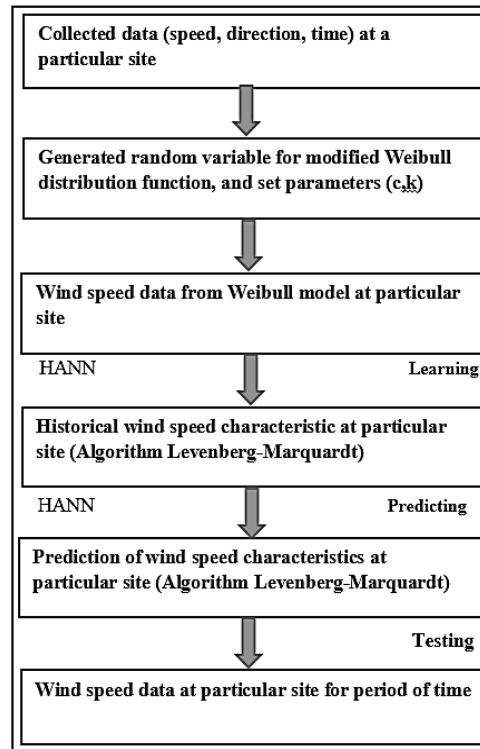 Collected data (speed, direction, time) at a
particular site
Generated random variable for modified Weibull
distribution function, and set parameters (c,k)
Wind speed data from Weibull model at particular
site
HANN Learning
Historical wind speed characteristic at particular
site (Algorithm Levenberg-Marquardt)
HANN Predicting
Prediction of wind speed characteristics at
particular site (Algorithm Levenberg-Marquardt)
Testing
Wind speed data at particular site for period of time